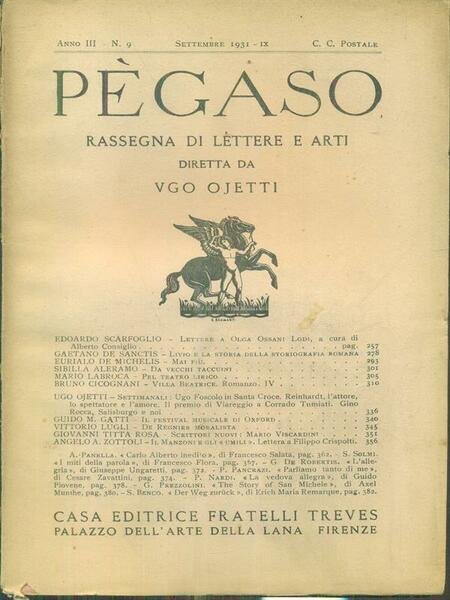 ANNO III - N. 9 SETTEMBRE 1931 - IX C. C. POSTALE
PÈGASO
RASSEGNA DI LÈTTERE E ARTI
DIRETTA DA
VGO OJETTI
EDOARDO SCARFOGLIO - LETTERE A OLGA OSSANI LODI, a cura di
Alberto Consiglio pag. 257
GAETANO DE SANCTIS - LIVIO E LA STORIA DELLA STORIOGRAFIA ROMANA 278
EURIALO DE MICHELIS - MAI PIÙ. 293
SIBILLA ALERAMO - DA VECCHI TACCUINI 301
MARIO LABROCA - PEL TEATRO LIRICO 305
BRUNO CICOGNANI - VILLA BEATRICE. Romanzo. IV 310
UGO OJETTI - SETTIMANALI: Ugo Foscolo in Santa Croce. Reinhardt, l'attore,
lo spettatore e l'amore. Il premio di Viareggio a Corrado Tumiati. Gino
Rocca, Salisburgo e noi 336
GUIDO M. GATTI - IL FESTIVAL MUSICALE DI OXFORD 340
VITTORIO LUGLI - DE REGNIER MORALISTA 345
GIOVANNI TITTA ROSA - SCRITTORI NUOVI: MARIO VISCARDINI 351
ANGELO A. ZOTTOLI - IL MANZONI E GLI «UMILI». Lettera a Filippo Crispolti. 356
A. PANELLA. «Carlo Alberto inedito», di Francesco Salata, pag. 362. - S. SOLMI.
«I miti della parola», di Francesco Flora, pag. 367. - G. DE ROBERTIS. «L'alle-
gria», di Giuseppe Ungaretti, pag. 372. - P. PANCRAZI. «Parliamo tanto di me»,
di Cesare Zavattini, pag. 374. - P. NARDI. «La vedova allegra», di Guido
Piovene, pag. 378. - G. PREZZOLINI. «The Story of San Michele», di Axel
Munthe, pag. 380. - S. BENCO. «Der Weg zurück», di Erich Maria Remarque, pag. 382.
CASA EDITRICE FRATELLI TREVES
PALAZZO DELL'ARTE DELLA LANA FIRENZE